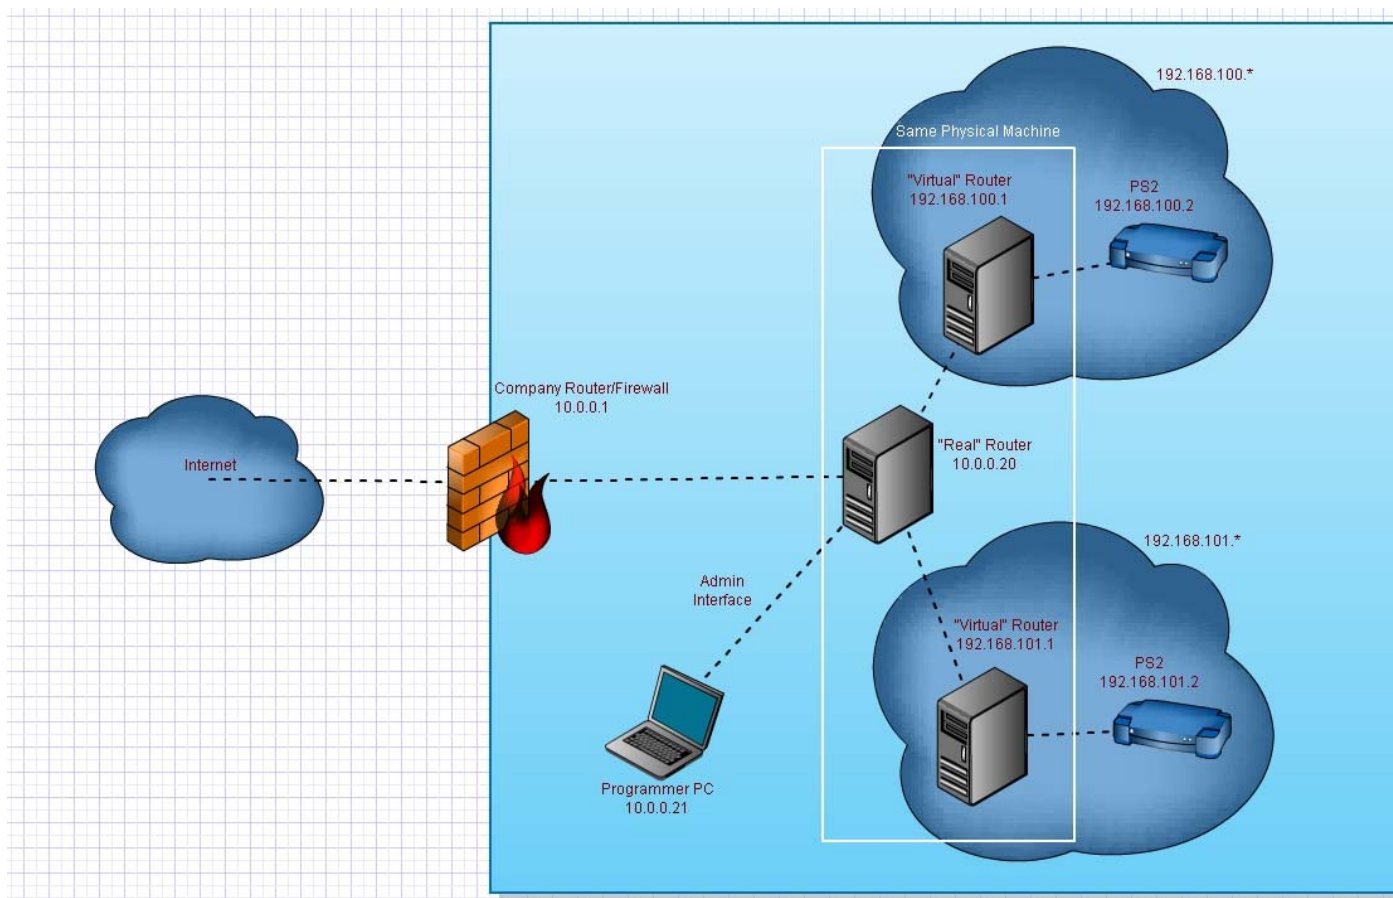 192.168.100.*
Same Physical Machine
"Virtual" Router
192.168.100.1
PS2
192.168.100.2
Company Router/Firewall
10.0.0.1
Internet
"Real" Router
10.0.0.20
192.168.101.*
Admin
Interface
"Virtual" Router
192.168.101.1
PS2
192.168.101.2
Programmer PC
10.0.0.21